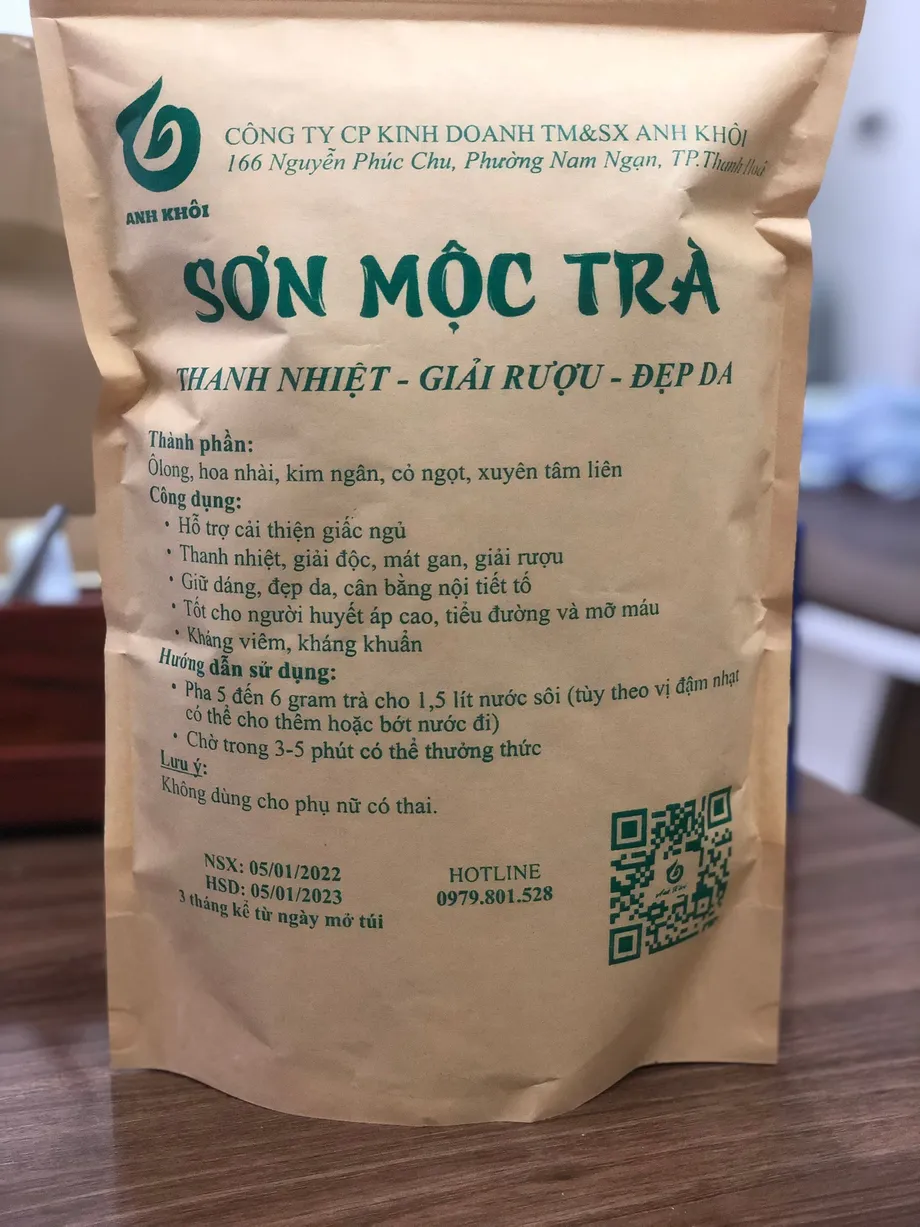 CÔNG TY CP KINH DOANH TM&SX ANH KHÔI
166 Nguyễn Phúc Chu, Phường Nam Ngạn, TP.Thanh Hoá
ANH KHÔI
SƠN MỘC TRÀ
THANH NHIỆT - GIẢI RƯỢU - ĐẸP DA
Thành phần:
Ôlong, hoa nhài, kim ngân, cỏ ngọt, xuyên tâm liên
Công dụng:
• Hỗ trợ cải thiện giấc ngủ
• Thanh nhiệt, giải độc, mát gan, giải rượu
• Giữ dáng, đẹp da, cân bằng nội tiết tố
• Tốt cho người huyết áp cao, tiểu đường và mỡ máu
• Kháng viêm, kháng khuẩn
Hướng dẫn sử dụng:
• Pha 5 đến 6 gram trà cho 1,5 lít nước sôi (tùy theo vị đậm nhạt
có thể cho thêm hoặc bớt nước đi)
• Chờ trong 3-5 phút có thể thưởng thức
Lưu ý:
Không dùng cho phụ nữ có thai.
NSX: 05/01/2022
HSD: 05/01/2023
3 tháng kể từ ngày mở túi
HOTLINE
0979.801.528